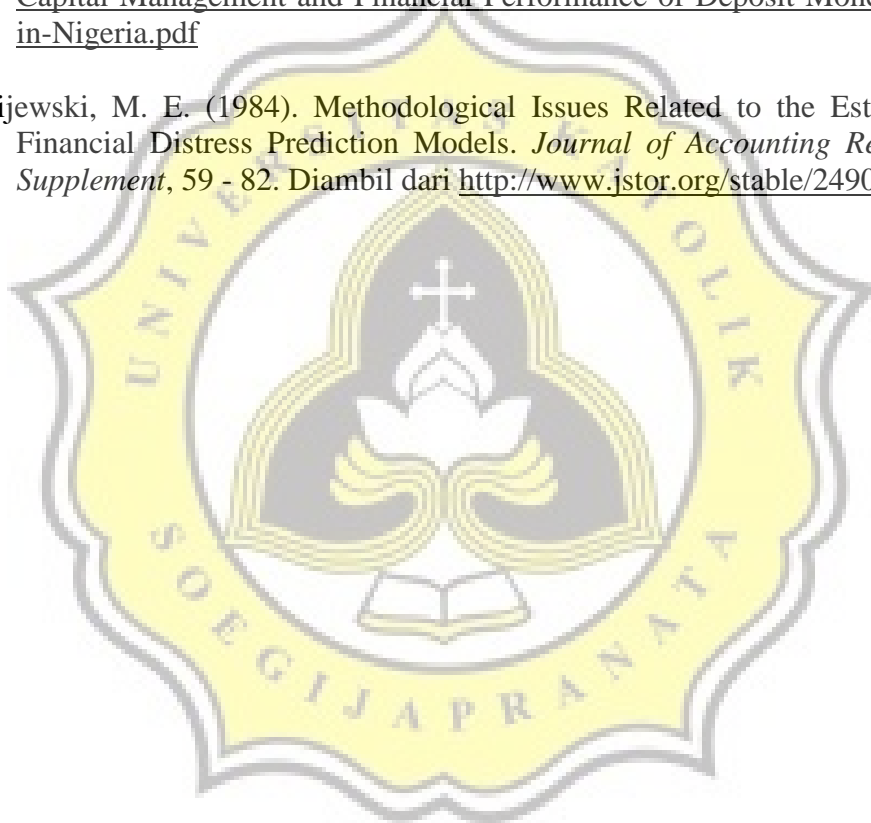 Capital Management and Financial Performance of Deposit
in-Nigeria.pdf
ijewski, M. E. (1984). Methodological Issues Related to the Est
Financial Distress Prediction Models. Journal of Accounting Re
Supplement, 59 - 82. Diambil dari http://www.jstor.org/stable/2490
UNIVERSITAS KATOLIK
SOEGIJAPRANATA